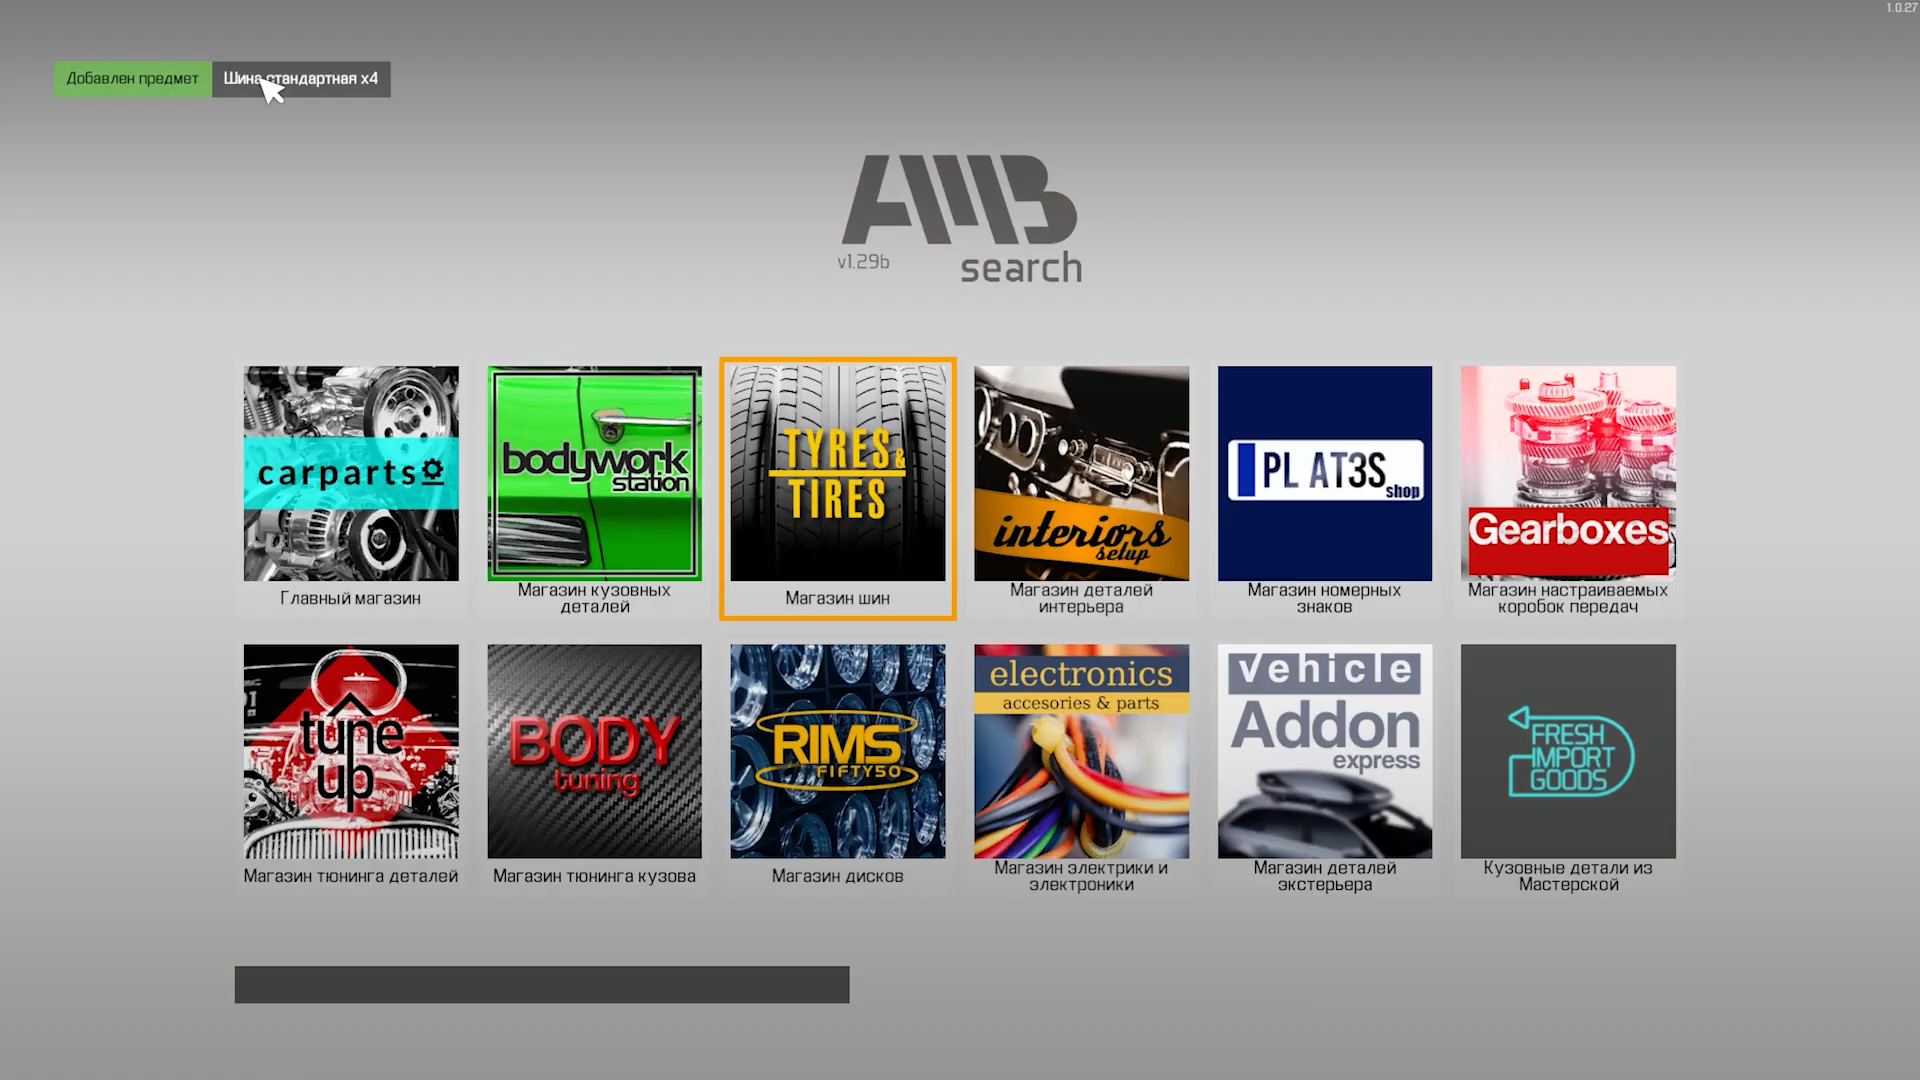 1.0.27
Добавлен предмет
Шина стандартная x4
AMB
v1.29b
search
carparts
Главный магазин
bodywork
station
Магазин кузовных
деталей
TYRES &
TIRES
Магазин шин
interiors
setup
Магазин деталей
интерьера
PL AT3S
shop
Магазин номерных
знаков
Gearboxes
Магазин настраиваемых
коробок передач
tune
up
Магазин тюнинга деталей
BODY
tuning
Магазин тюнинга кузова
RIMS
FIFTY50
Магазин дисков
electronics
accesories & parts
Магазин электрики и
электроники
vehicle
Addon
express
Магазин деталей
экстерьера
FRESH
IMPORT
GOODS
Кузовные детали из
Мастерской